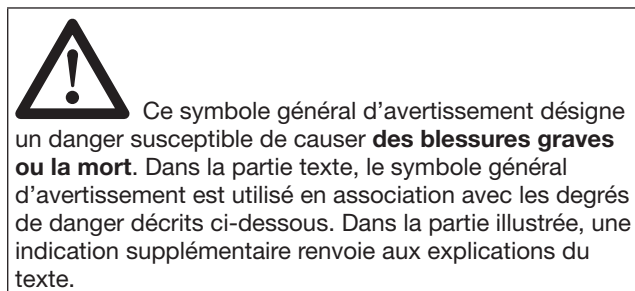 Ce symbole général d’avertissement désigne
un danger susceptible de causer des blessures graves
ou la mort. Dans la partie texte, le symbole général
d’avertissement est utilisé en association avec les degrés
de danger décrits ci-dessous. Dans la partie illustrée, une
indication supplémentaire renvoie aux explications du
texte.